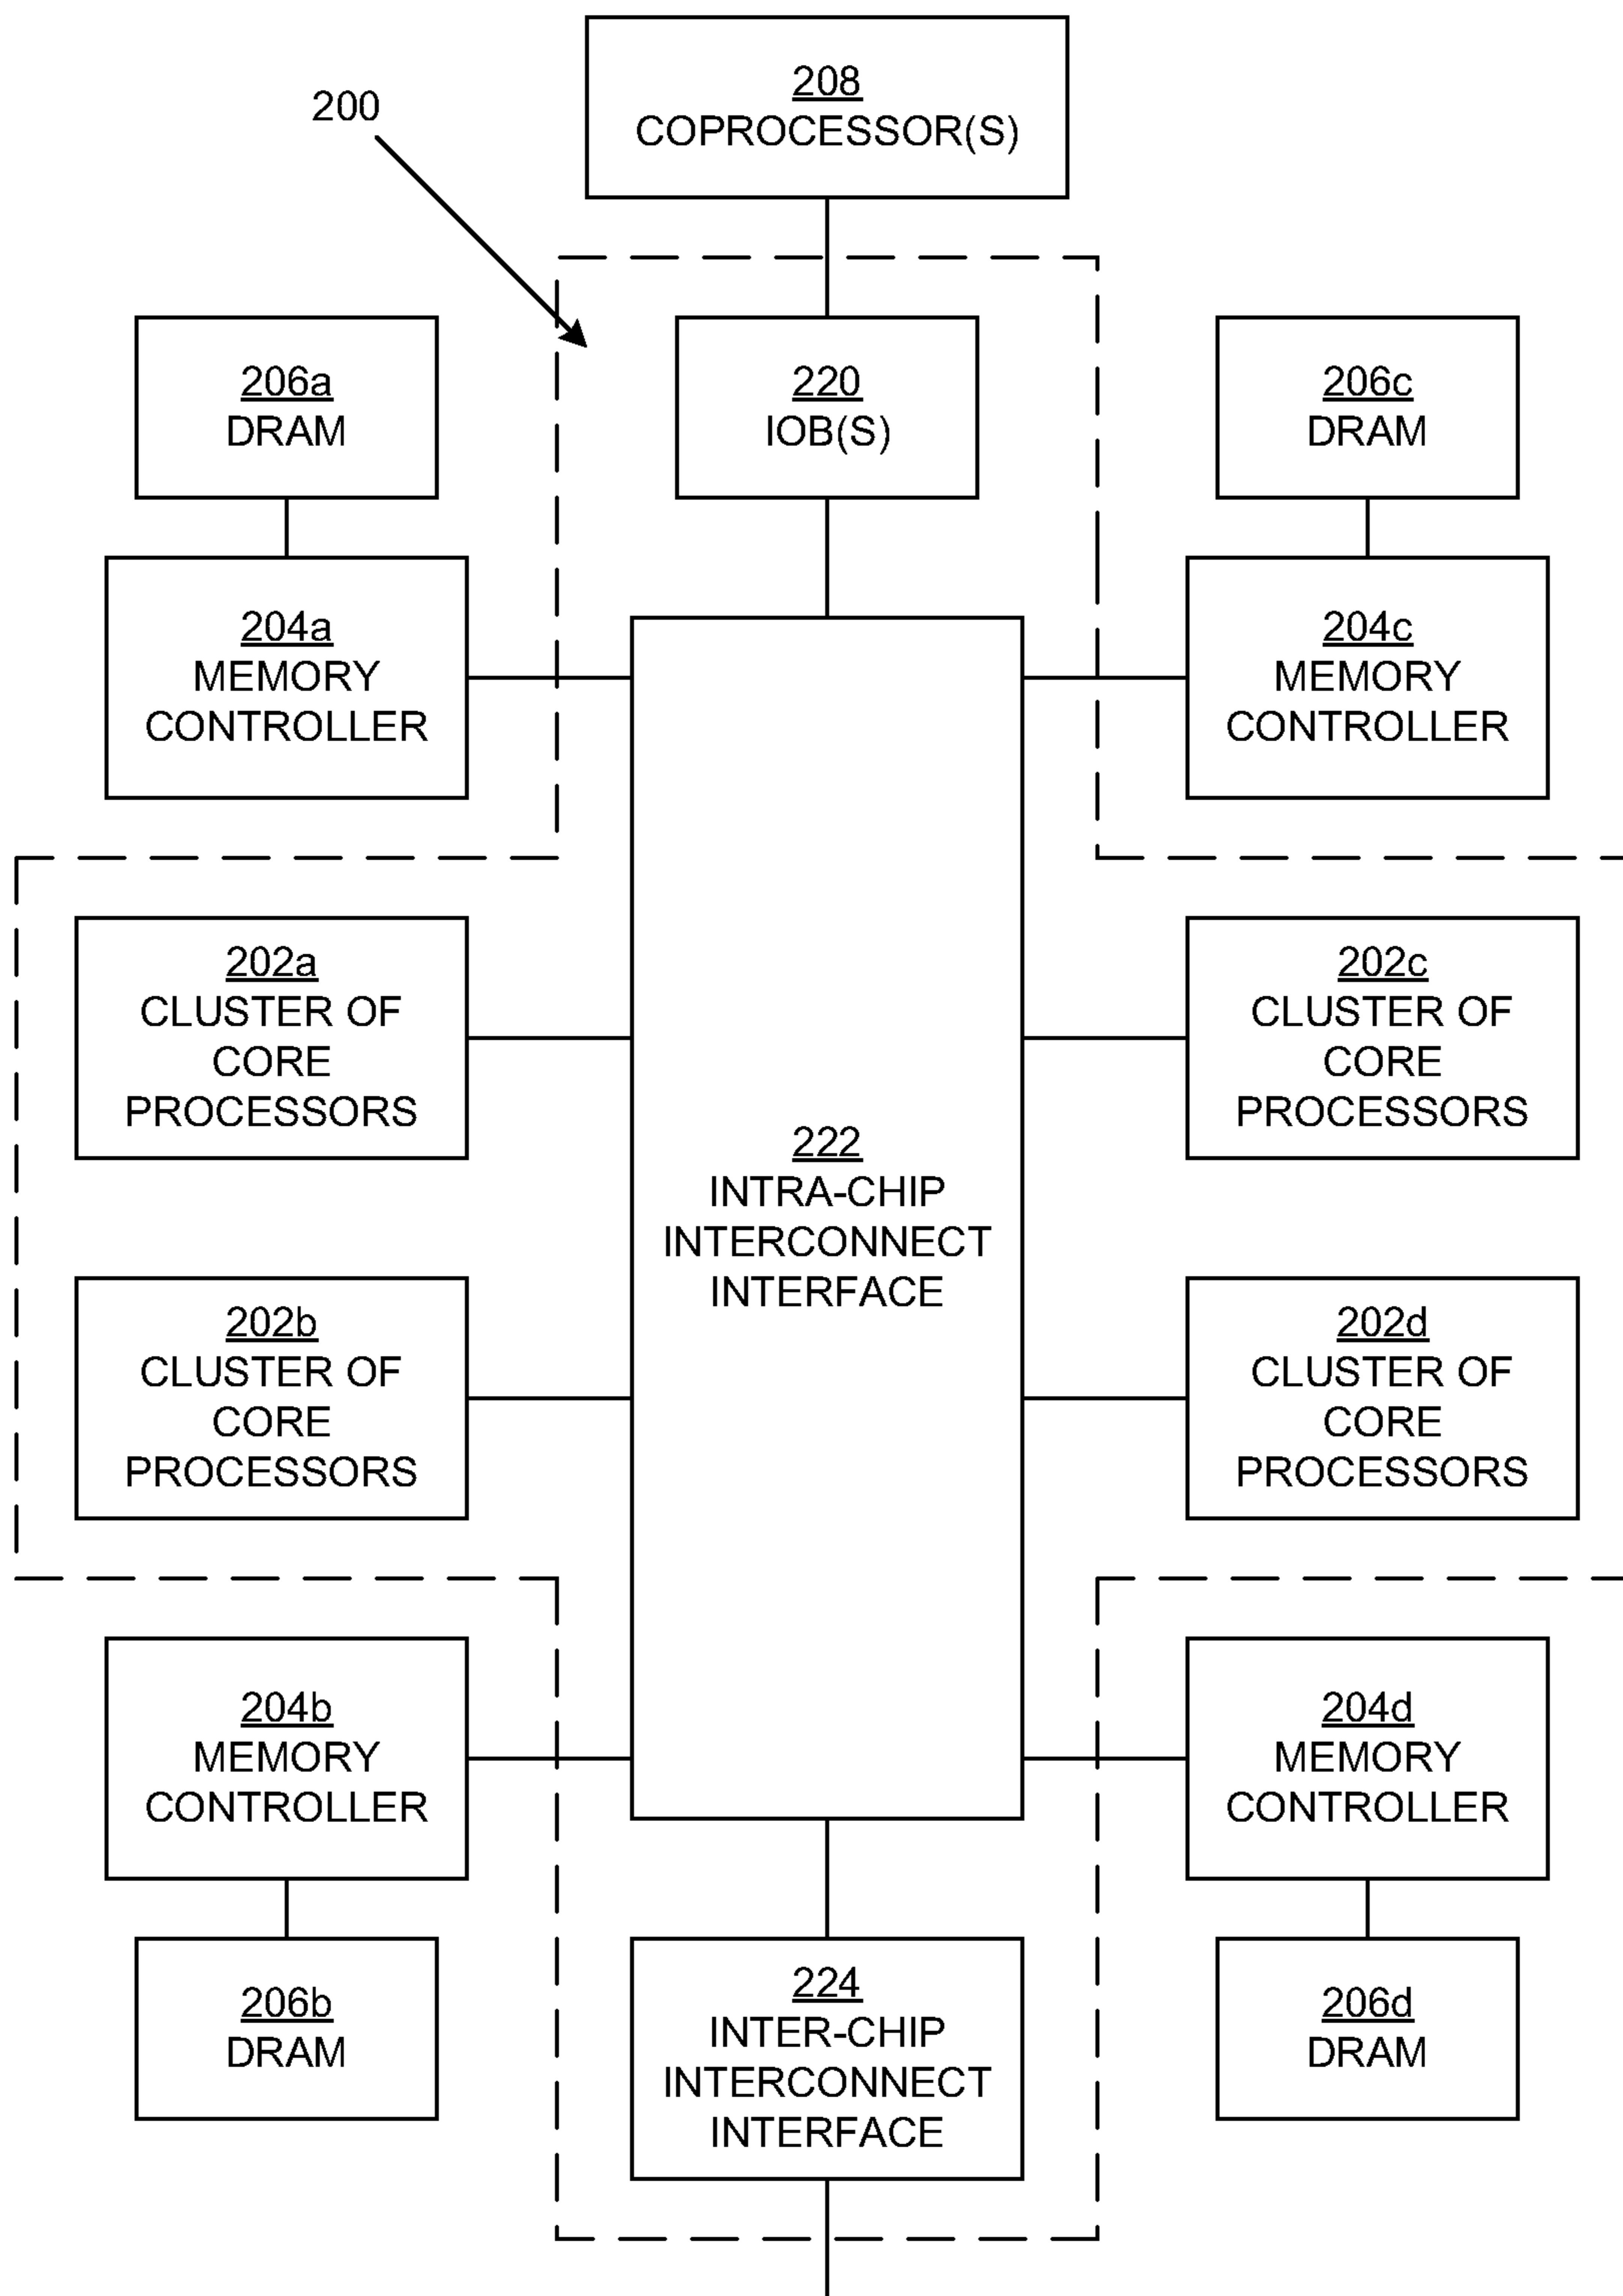 208
COPROCESSOR(S)
200
206a
DRAM
220
IOB(S)
206c
DRAM
204a
MEMORY
CONTROLLER
204c
MEMORY
CONTROLLER
202a
CLUSTER OF
CORE
PROCESSORS
202c
CLUSTER OF
CORE
PROCESSORS
222
INTRA-CHIP
INTERCONNECT
INTERFACE
202b
CLUSTER OF
CORE
PROCESSORS
202d
CLUSTER OF
CORE
PROCESSORS
204b
MEMORY
CONTROLLER
204d
MEMORY
CONTROLLER
206b
DRAM
224
INTER-CHIP
INTERCONNECT
INTERFACE
206d
DRAM